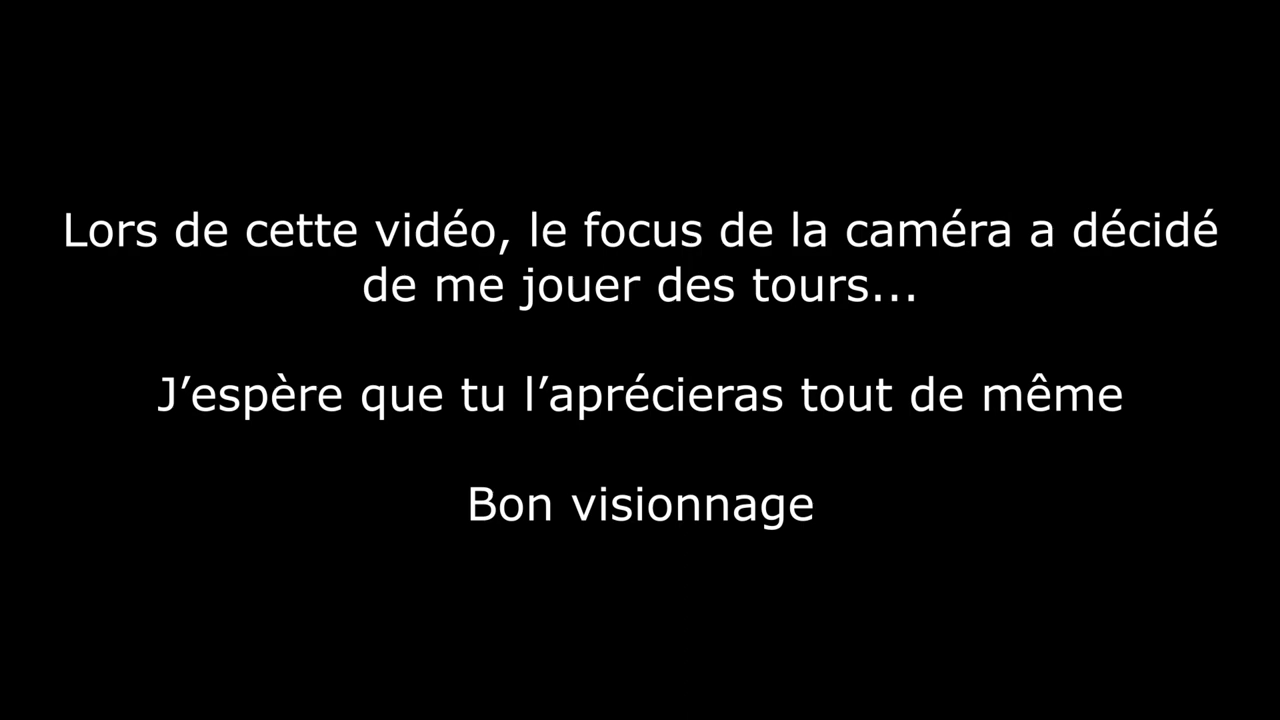 Lors de cette vidéo, le focus de la caméra a décidé
de me jouer des tours...
J’espère que tu l’aprécieras tout de même
Bon visionnage